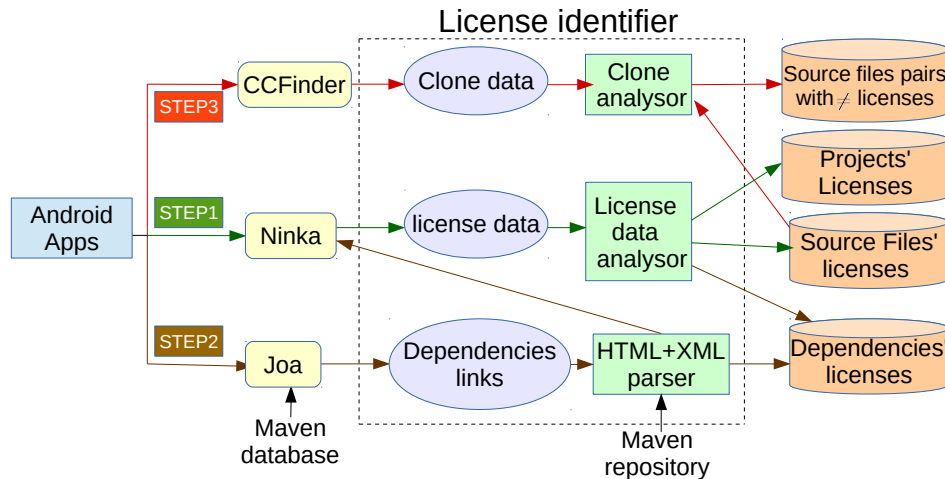 License identifier
CCFinder
Clone data
Clone
analysor
Source files pairs
with ≠ licenses
STEP3
Projects'
Licenses
Android
Apps
STEP1
Ninka
license data
License
data
analysor
Source Files'
licenses
STEP2
Joa
Dependencies
links
HTML+XML
parser
Dependencies'
licenses
Maven
database
Maven
repository